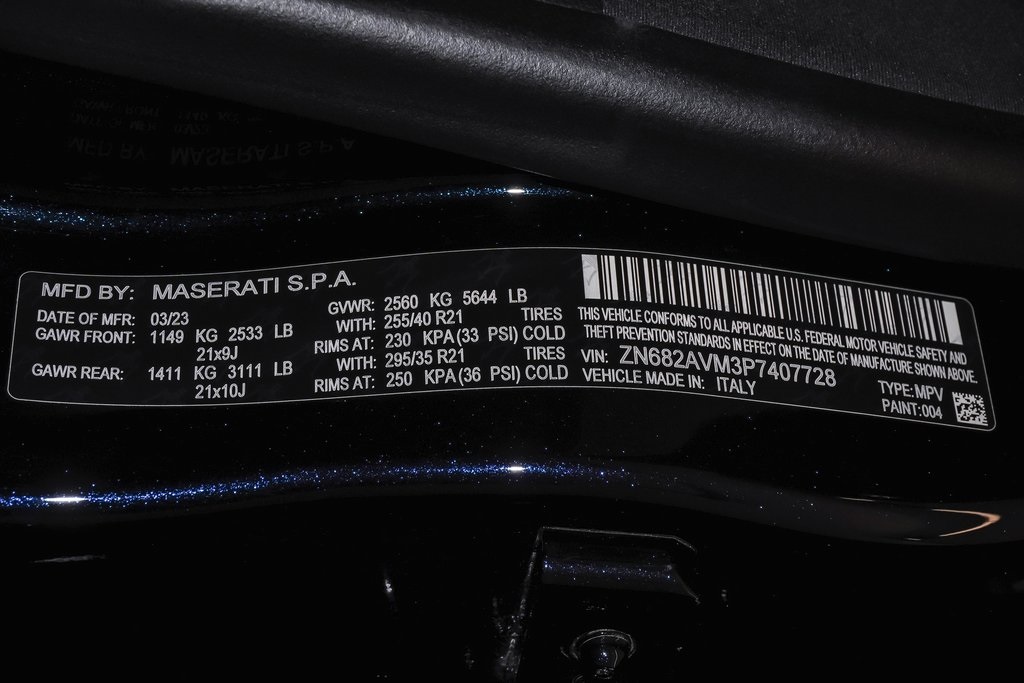 MFD BY: MASERATI S.P.A.
DATE OF MFR: 03/23
GAWR FRONT: 1149 KG 2533 LB
21x9J
GAWR REAR: 1411 KG 3111 LB
21x10J
GVWR: 2560 KG 5644 LB
WITH: 255/40 R21 TIRES
RIMS AT: 230 KPA(33 PSI) COLD
WITH: 295/35 R21 TIRES
RIMS AT: 250 KPA(36 PSI) COLD
THIS VEHICLE CONFORMS TO ALL APPLICABLE U.S. FEDERAL MOTOR VEHICLE SAFETY AND
THEFT PREVENTION STANDARDS IN EFFECT ON THE DATE OF MANUFACTURE SHOWN ABOVE.
VIN: ZN682AVM3P7407728
VEHICLE MADE IN: ITALY
TYPE:MPV
PAINT:004